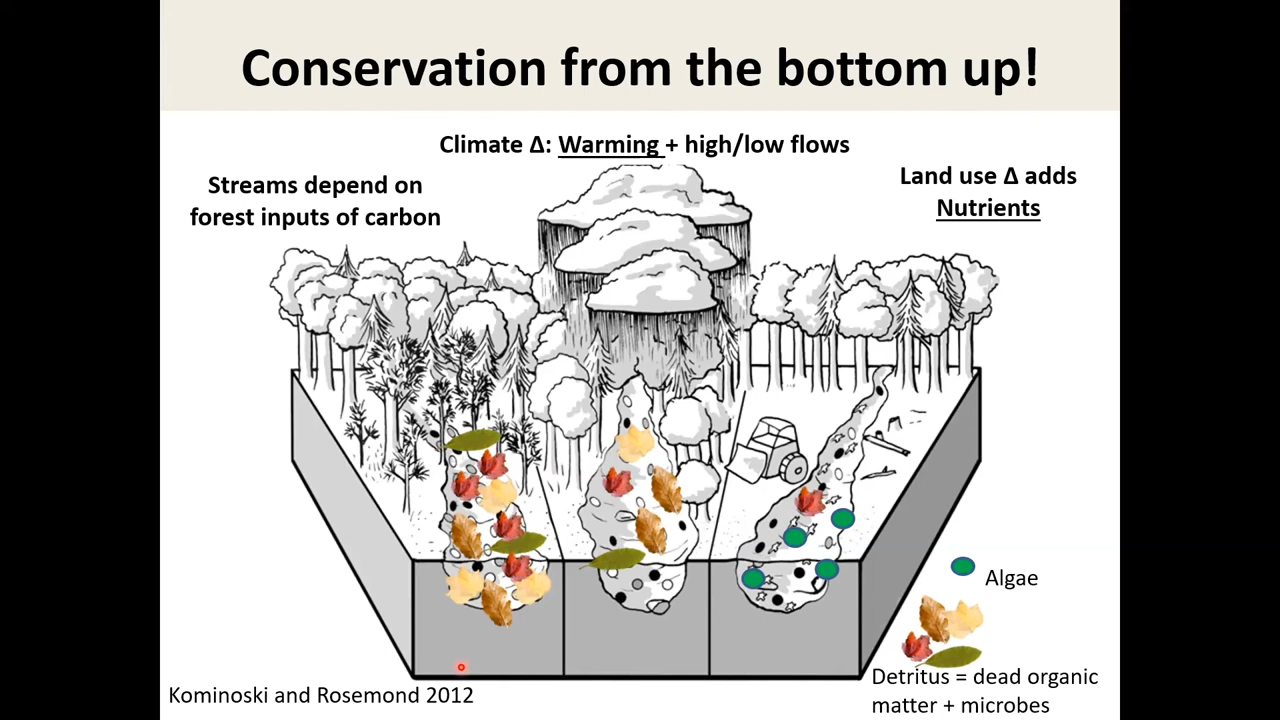 Conservation from the bottom up!
Climate Δ: Warming + high/low flows
Streams depend on
forest inputs of carbon
Land use Δ adds
Nutrients
Algae
Detritus = dead organic
matter + microbes
Kominoski and Rosemond 2012